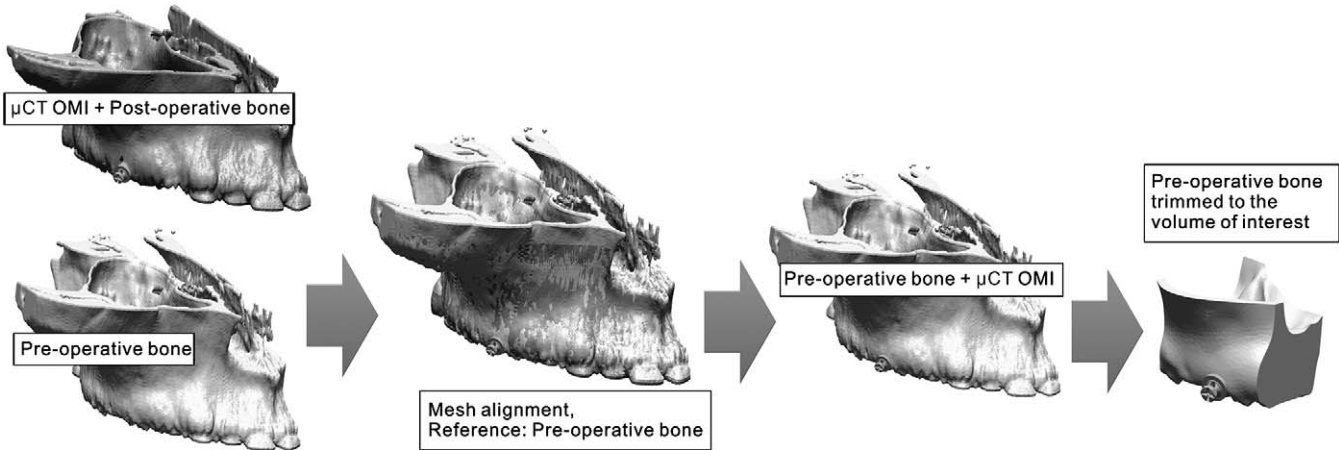 μCT OMI + Post-operative bone
Pre-operative bone
Mesh alignment,
Reference: Pre-operative bone
Pre-operative bone + μCT OMI
Pre-operative bone
trimmed to the
volume of interest